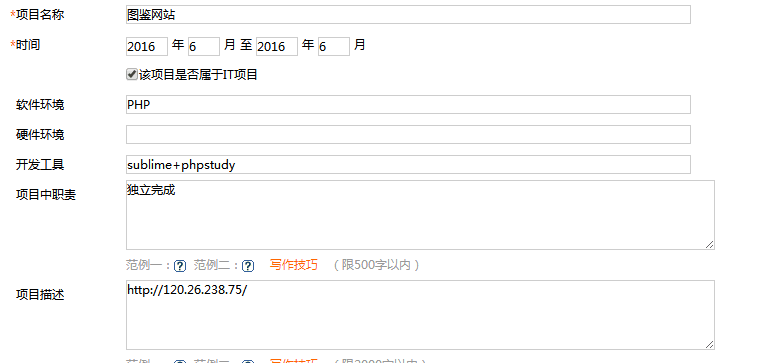 *项目名称 图鉴网站
*时间 2016 年 6 月 至 2016 年 6 月
该项目是否属于IT项目
软件环境 PHP
硬件环境
开发工具 sublime+phpstudy
项目中职责 独立完成
范例一：? 范例二：? 写作技巧 （限500字以内）
项目描述 http://120.26.238.75/